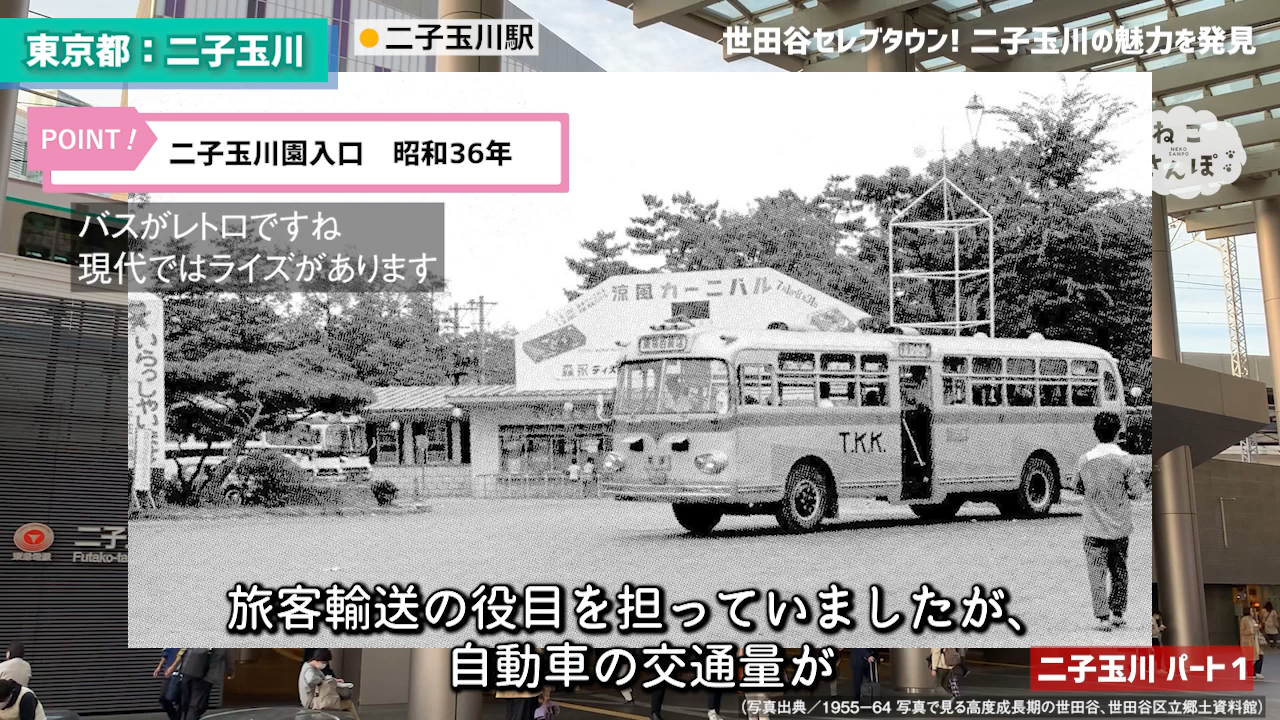 東京都：二子玉川
二子玉川駅
世田谷セレブタウン! 二子玉川の魅力を発見
POINT!
二子玉川園入口　昭和36年
ねこ
NEKO
SANPO
さんぽ
バスがレトロですね
現代ではライズがあります
涼風カーニバル
森永ディズ
T.K.K.
二子
Futako-ta
旅客輸送の役目を担っていましたが、
自動車の交通量が
二子玉川 パート1
（写真出典／1955−64 写真で見る高度成長期の世田谷、世田谷区立郷土資料館）